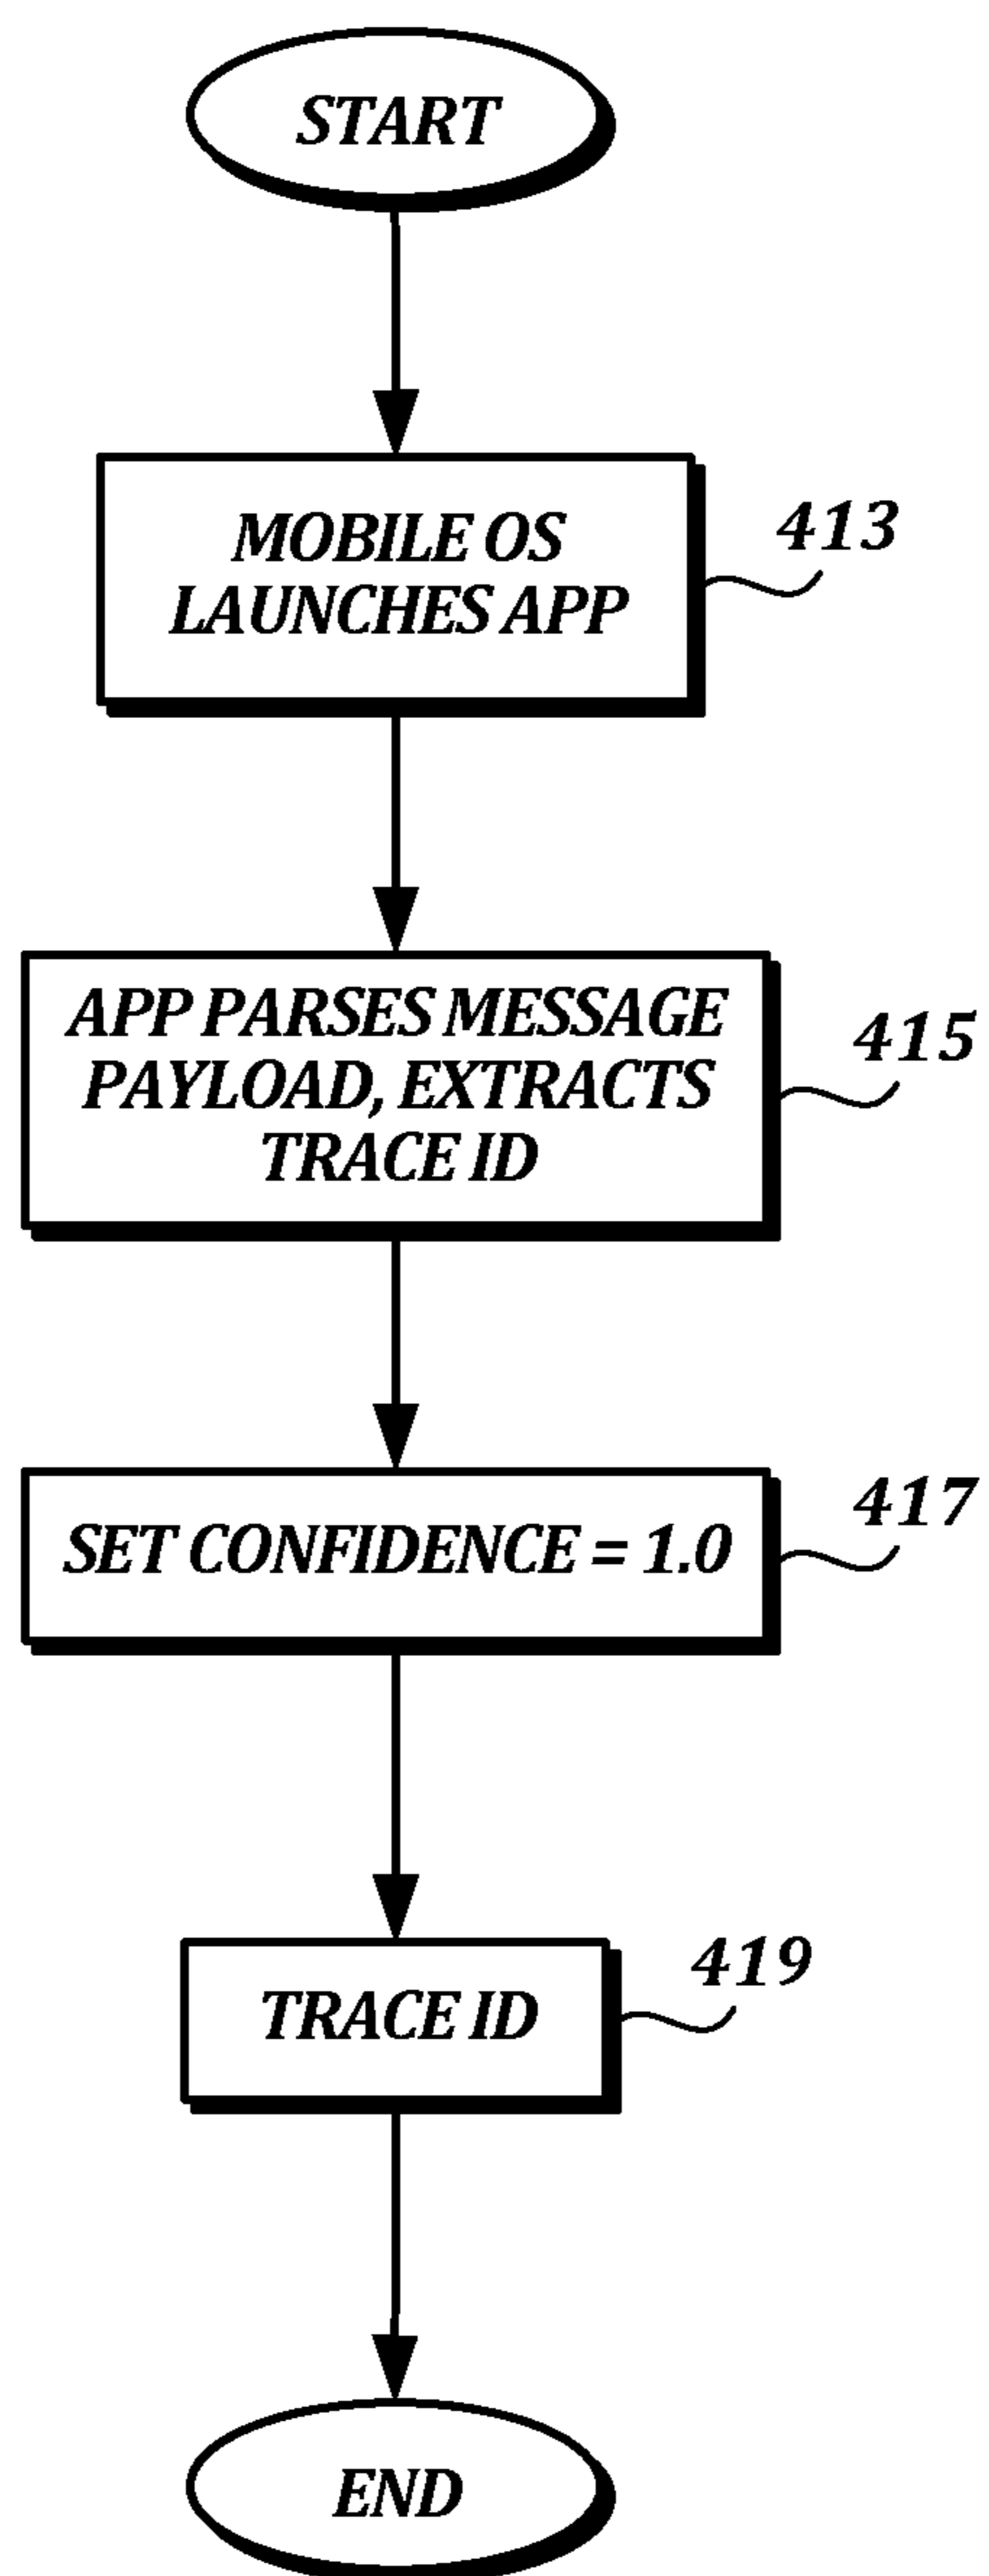 START
MOBILE OS
LAUNCHES APP
413
APP PARSES MESSAGE
PAYLOAD, EXTRACTS
TRACE ID
415
SET CONFIDENCE = 1.0
417
TRACE ID
419
END